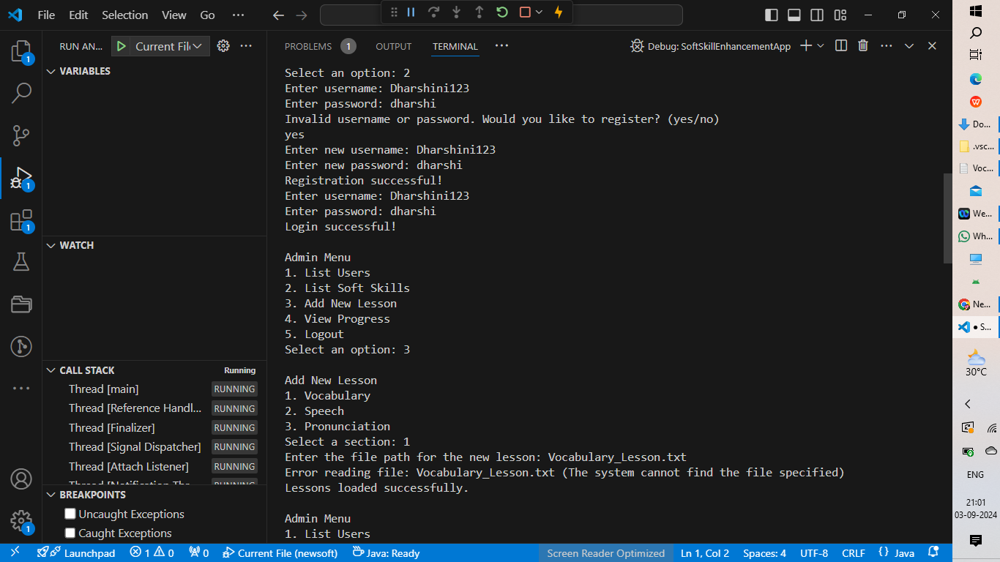 File Edit Selection View Go ···
RUN AN... Current File
VARIABLES
WATCH
CALL STACK Running
Thread [main] RUNNING
Thread [Reference Handl... RUNNING
Thread [Finalizer] RUNNING
Thread [Signal Dispatcher] RUNNING
Thread [Attach Listener] RUNNING
BREAKPOINTS
Uncaught Exceptions
Caught Exceptions
1
1
1
1
PROBLEMS 1 OUTPUT TERMINAL ···
Debug: SoftSkillEnhancementApp
Select an option: 2
Enter username: Dharshini123
Enter password: dharshi
Invalid username or password. Would you like to register? (yes/no)
yes
Enter new username: Dharshini123
Enter new password: dharshi
Registration successful!
Enter username: Dharshini123
Enter password: dharshi
Login successful!
Admin Menu
1. List Users
2. List Soft Skills
3. Add New Lesson
4. View Progress
5. Logout
Select an option: 3
Add New Lesson
1. Vocabulary
2. Speech
3. Pronunciation
Select a section: 1
Enter the file path for the new lesson: Vocabulary_Lesson.txt
Error reading file: Vocabulary_Lesson.txt (The system cannot find the file specified)
Lessons loaded successfully.
Admin Menu
1. List Users
Launchpad 1 0 0 Current File (newsoft) Java: Ready
Screen Reader Optimized Ln 1, Col 2 Spaces: 4 UTF-8 CRLF {} Java
Do...
.vsc...
Voc...
We...
Wh...
Ne...
● S...
30°C
ENG
21:01
03-09-2024